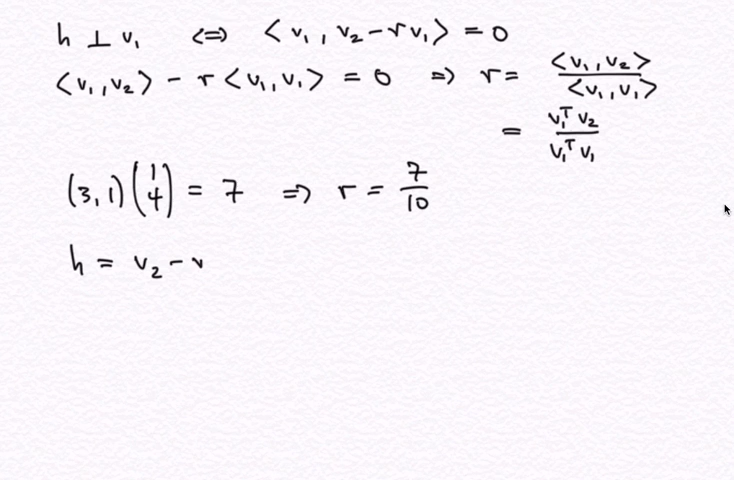 h ⊥ v₁ ⇔ <v₁, v₂ - rv₁> = 0
<v₁, v₂> - r <v₁, v₁> = 0 ⇒ r = <v₁, v₂> / <v₁, v₁>
= v₁ᵀ v₂ / v₁ᵀ v₁
(3, 1) (1 4) = 7 ⇒ r = 7/10
h = v₂ - v